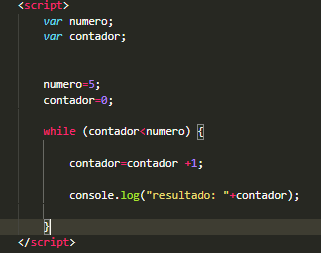 <script>
var numero;
var contador;
numero=5;
contador=0;
while (contador<numero) {
contador=contador +1;
console.log("resultado: "+contador);
}
</script>